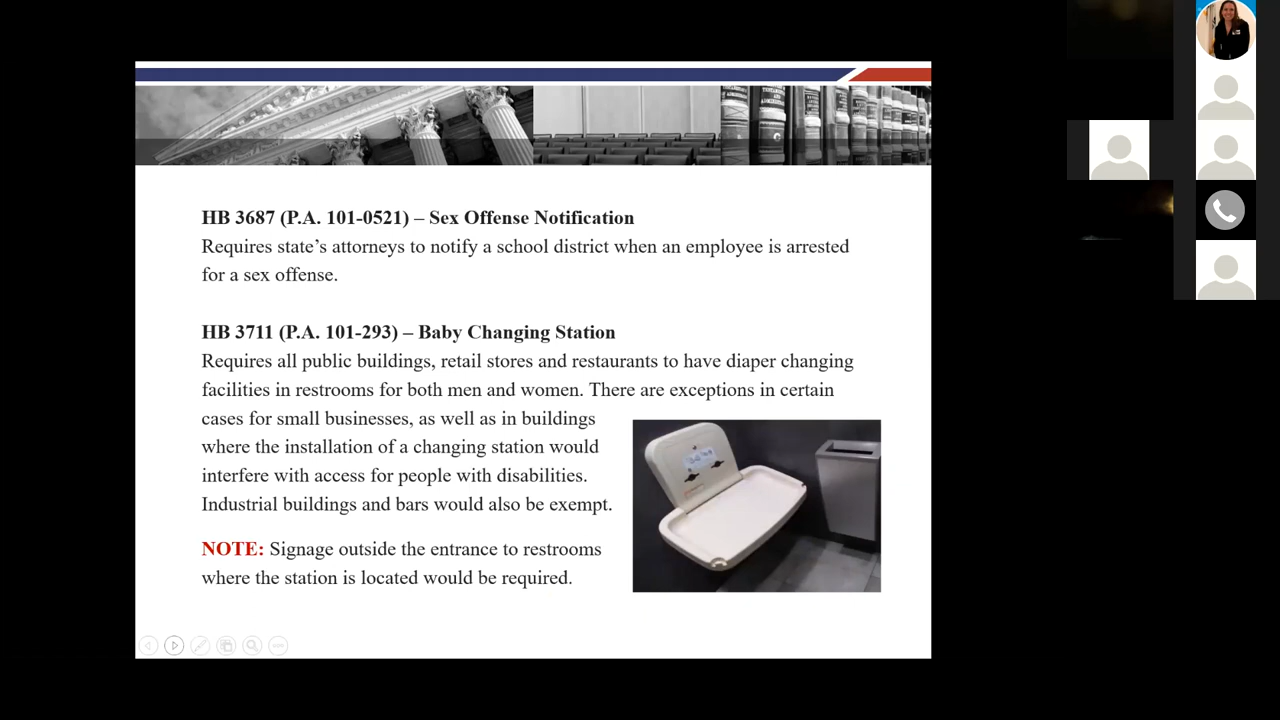 HB 3687 (P.A. 101-0521) – Sex Offense Notification
Requires state’s attorneys to notify a school district when an employee is arrested
for a sex offense.
HB 3711 (P.A. 101-293) – Baby Changing Station
Requires all public buildings, retail stores and restaurants to have diaper changing
facilities in restrooms for both men and women. There are exceptions in certain
cases for small businesses, as well as in buildings
where the installation of a changing station would
interfere with access for people with disabilities.
Industrial buildings and bars would also be exempt.
NOTE: Signage outside the entrance to restrooms
where the station is located would be required.